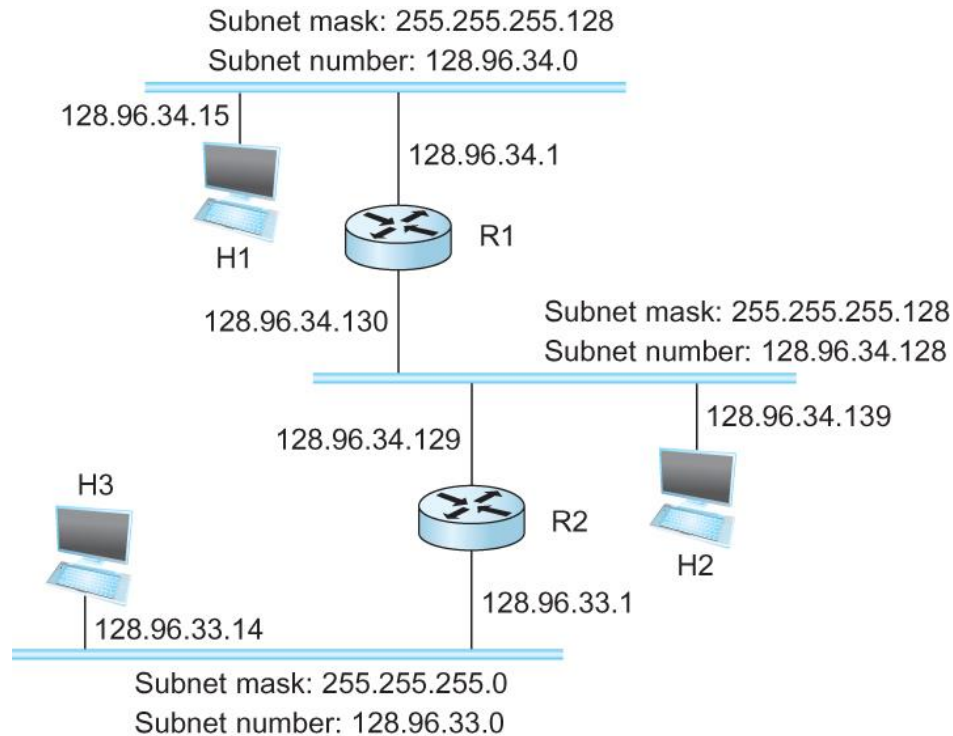 Subnet mask: 255.255.255.128
Subnet number: 128.96.34.0
128.96.34.15
128.96.34.1
H1
R1
128.96.34.130
Subnet mask: 255.255.255.128
Subnet number: 128.96.34.128
128.96.34.129
128.96.34.139
H3
R2
H2
128.96.33.1
128.96.33.14
Subnet mask: 255.255.255.0
Subnet number: 128.96.33.0